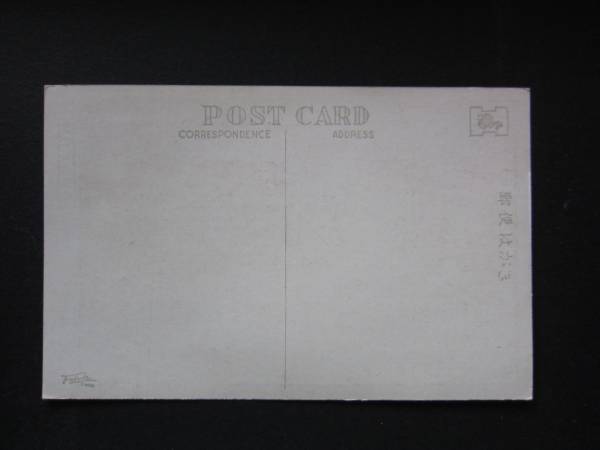 POST CARD
CORRESPONDENCE
ADDRESS
郵便はがき